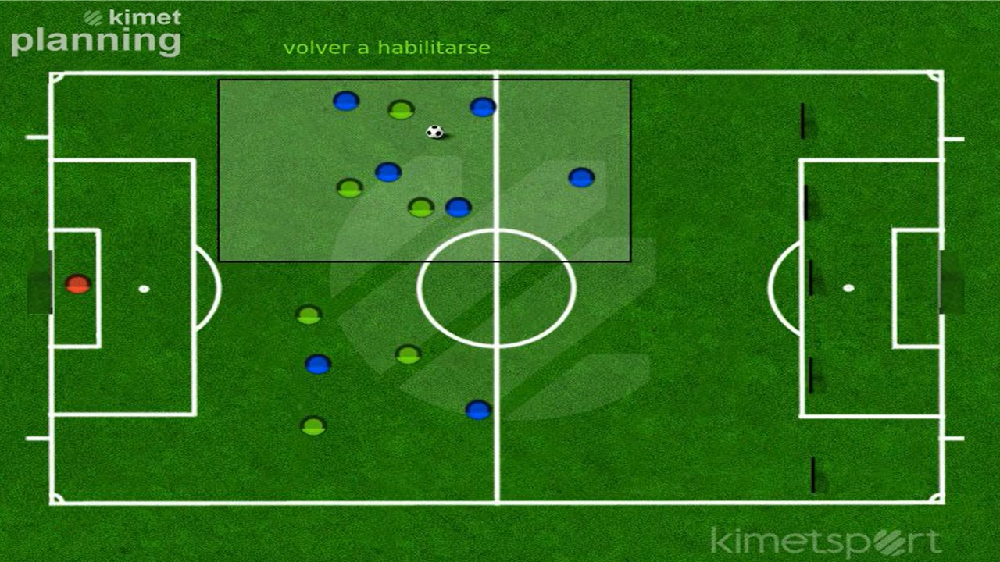 kimet
planning
volver a habilitarse
kimetsport